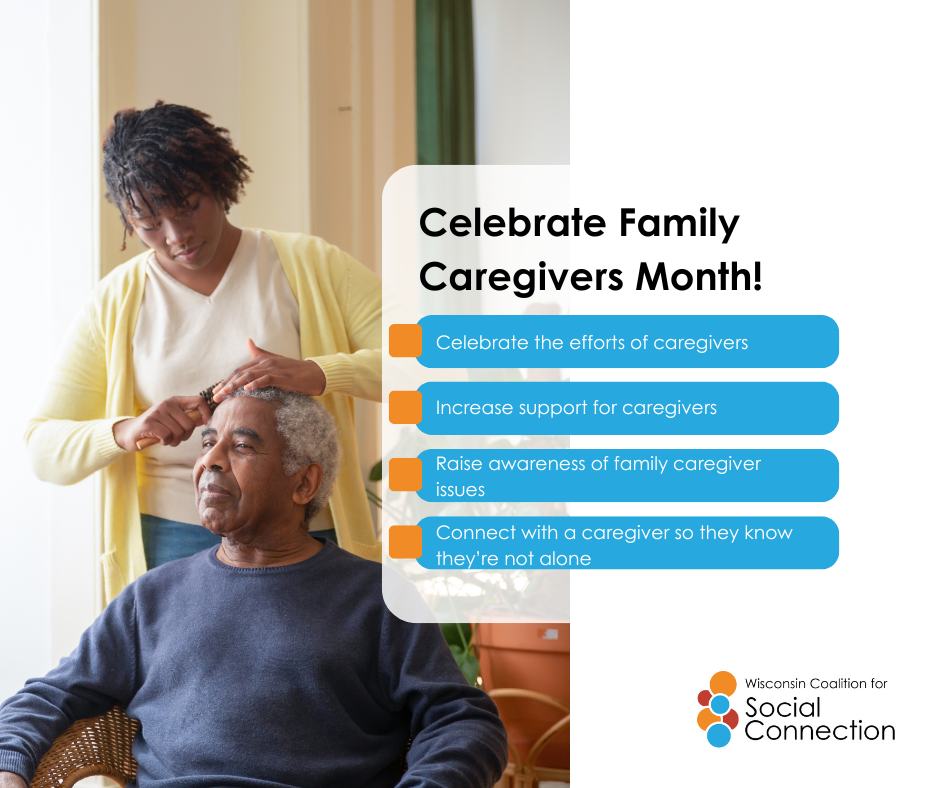 Celebrate Family
Caregivers Month!
Celebrate the efforts of caregivers
Increase support for caregivers
Raise awareness of family caregiver
issues
Connect with a caregiver so they know
they're not alone
Wisconsin Coalition for
Social
Connection